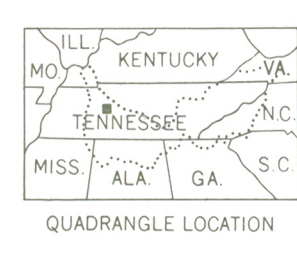 ILL.
KENTUCKY
MO.
VA.
TENNESSEE
N.C.
MISS.
ALA.
GA.
S.C.
QUADRANGLE LOCATION